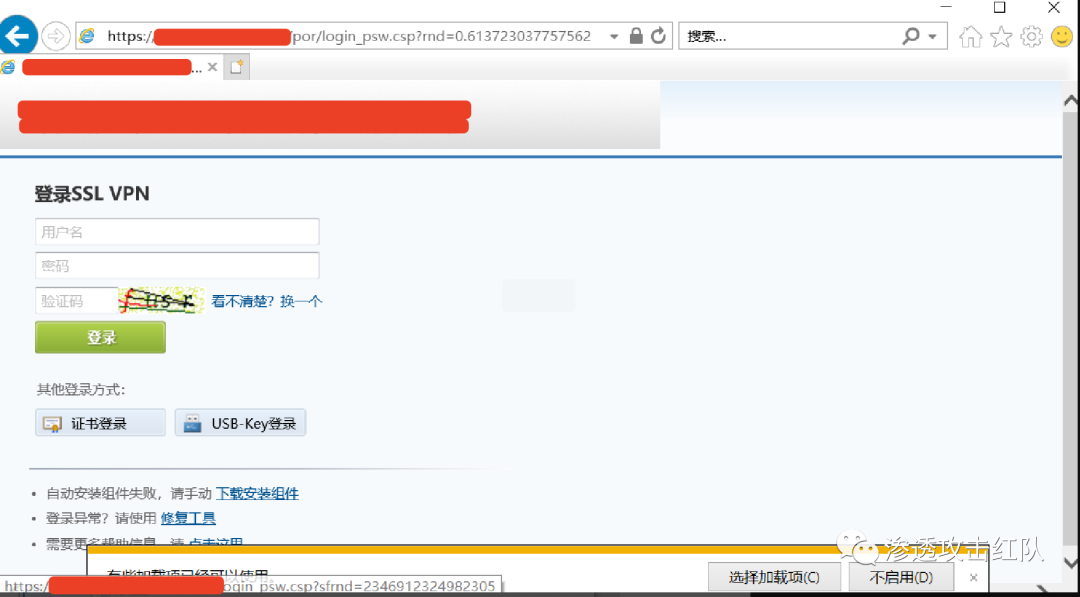 https:/ /por/login_psw.csp?rnd=0.613723037757562
搜索...
...
登录SSL VPN
用户名
密码
验证码 看不清楚? 换一个
登录
其他登录方式:
证书登录 USB-Key登录
自动安装组件失败，请手动 下载安装组件
登录异常？请使用 修复工具
需要更多帮助信息，请 点击这里
渗透攻击红队
有些加载项已经可以使用。 选择加载项(C) 不启用(D)
https:/ ogin_psw.csp?sfrnd=2346912324982305